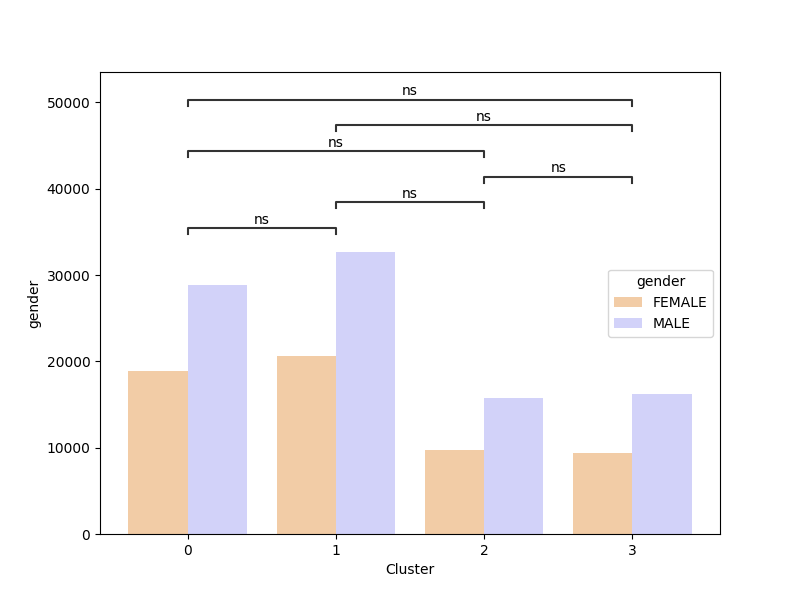 50000
40000
30000
20000
10000
0
gender
ns
ns
ns
ns
ns
ns
gender
FEMALE
MALE
0 1 2 3
Cluster